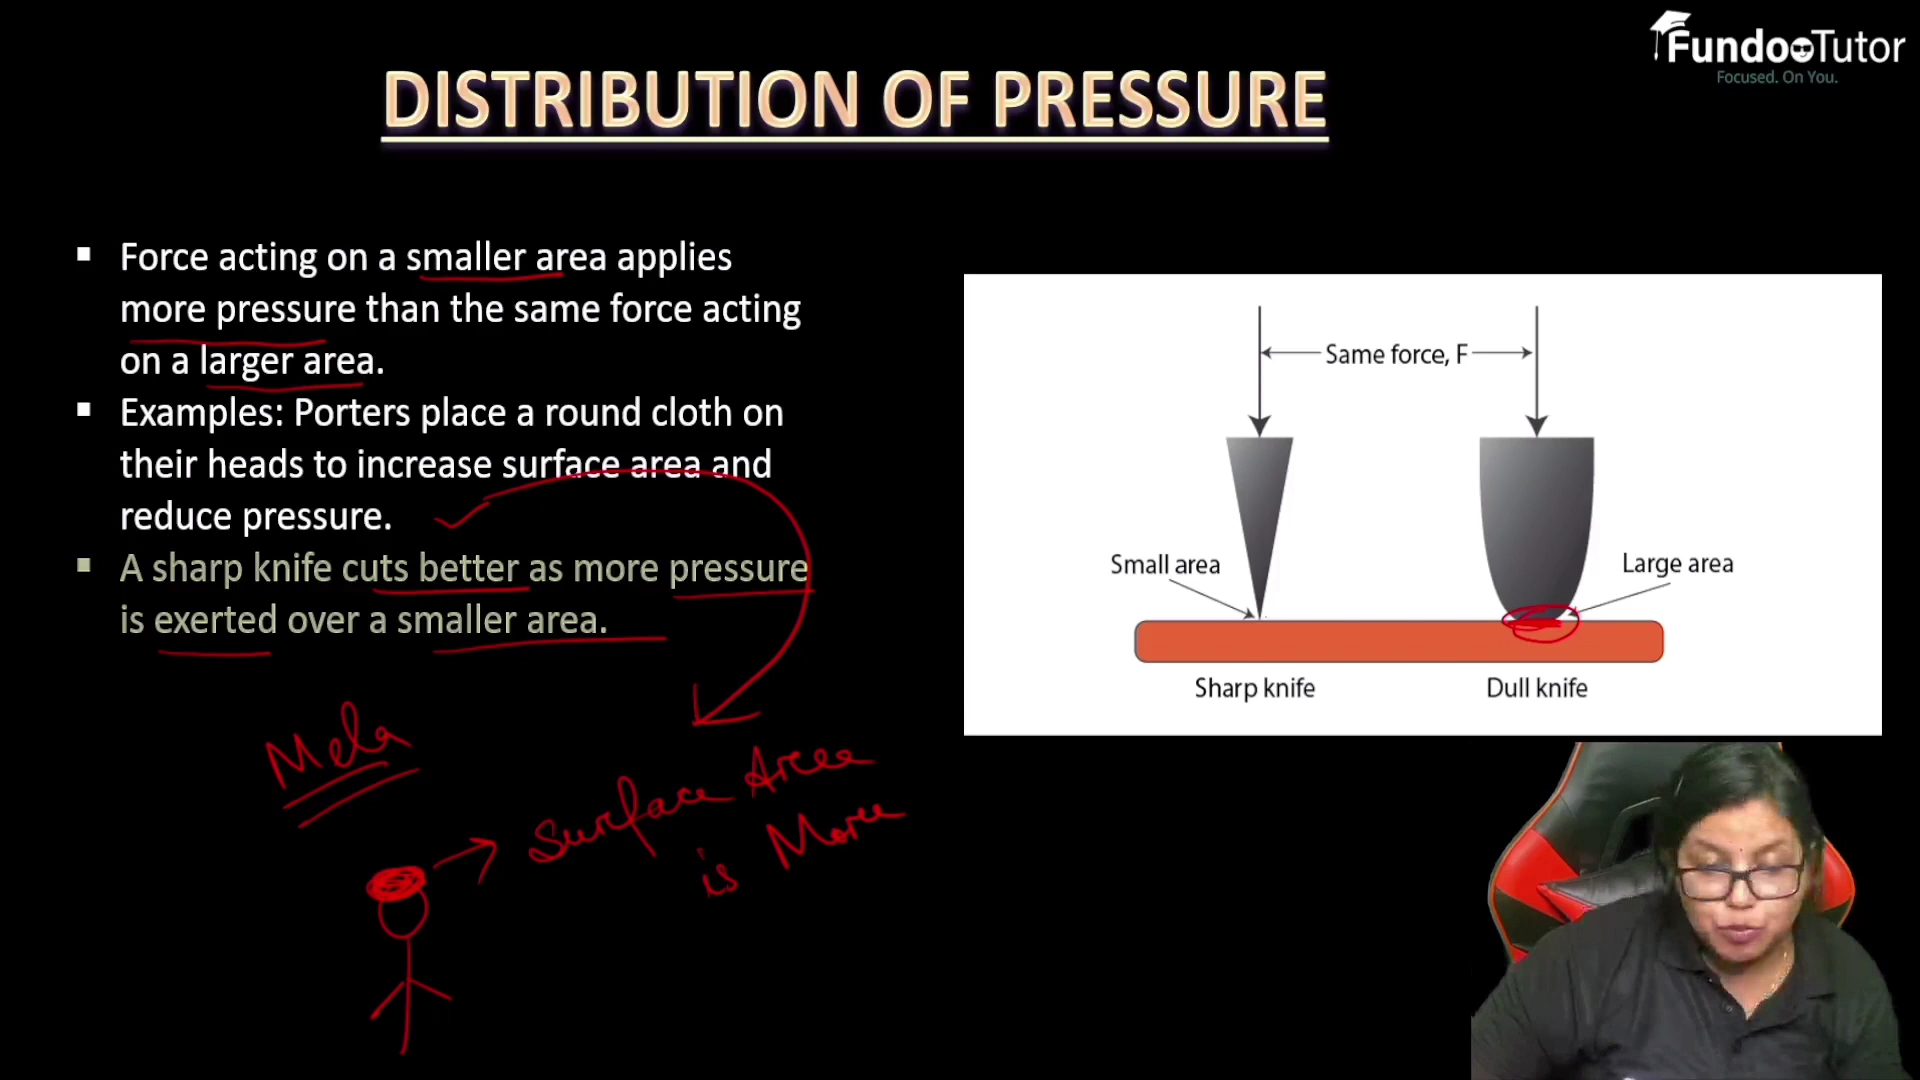 FundooTutor
Focused. On You.
DISTRIBUTION OF PRESSURE
▪ Force acting on a smaller area applies
more pressure than the same force acting
on a larger area.
▪ Examples: Porters place a round cloth on
their heads to increase surface area and
reduce pressure.
▪ A sharp knife cuts better as more pressure
is exerted over a smaller area.
Same force, F
Small area
Large area
Sharp knife
Dull knife
Mela
Surface Area
is More